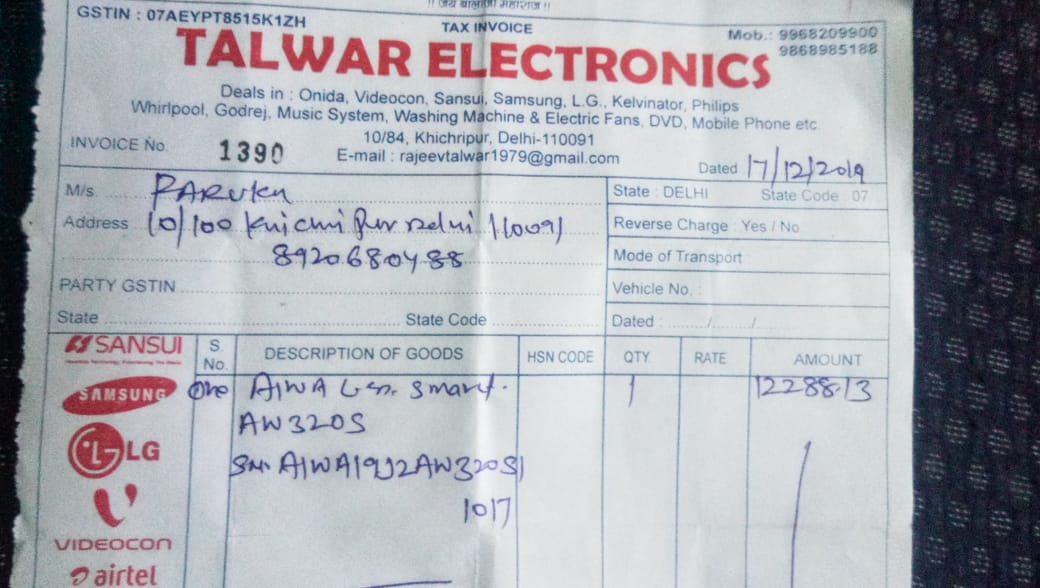 !! जय बालाजी महाराज !!
GSTIN : 07AEYPT8515K1ZH
TAX INVOICE
Mob.: 9968209900
9868985188
TALWAR ELECTRONICS
Deals in : Onida, Videocon, Sansui, Samsung, L.G., Kelvinator, Philips
Whirlpool, Godrej, Music System, Washing Machine & Electric Fans, DVD, Mobile Phone etc
10/84, Khichripur, Delhi-110091
INVOICE No. 1390
E-mail : rajeevtalwar1979@gmail.com
Dated 17/12/2019
M/s.
State : DELHI State Code : 07
Address 10/100 Khichi Pur Delhi 110091
Reverse Charge : Yes / No
8920680488
Mode of Transport
PARTY GSTIN
Vehicle No. :
State State Code
Dated : / /
SANSUI
S. No. DESCRIPTION OF GOODS HSN CODE QTY RATE AMOUNT
SAMSUNG
One AIWA Smart. 1 12288.13
AW320S
LG
1017
VIDEOCON
airtel